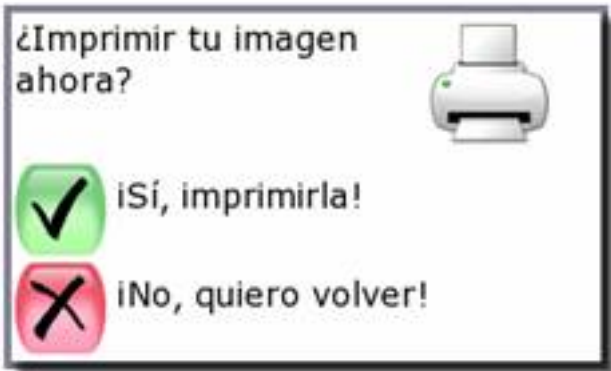 ¿Imprimir tu imagen
ahora?
¡Sí, imprimirla!
¡No, quiero volver!